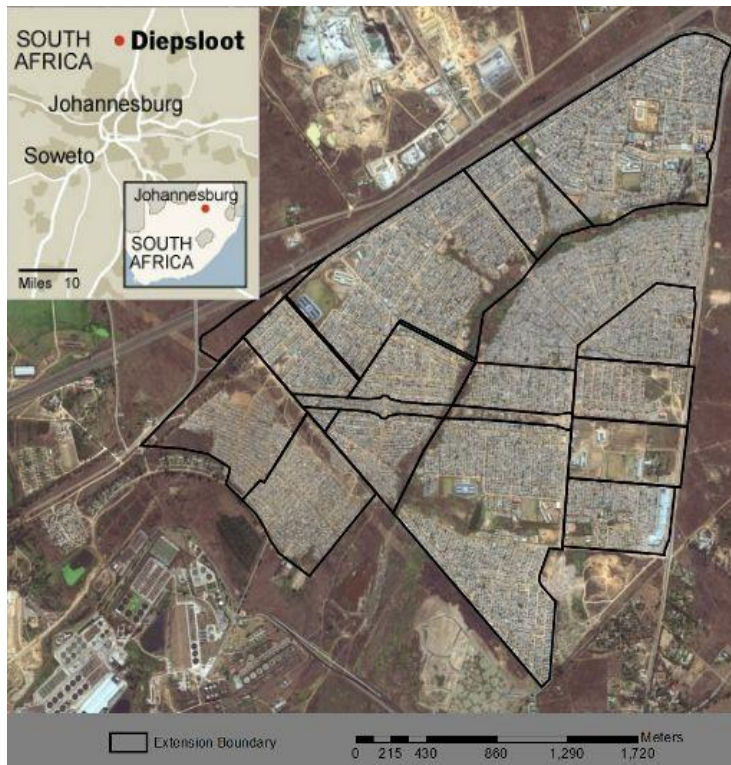 SOUTH
AFRICA
Diepsloot
Johannesburg
Soweto
Johannesburg
SOUTH
AFRICA
Miles 10
Extension Boundary
Meters
0 215 430 860 1,290 1,720